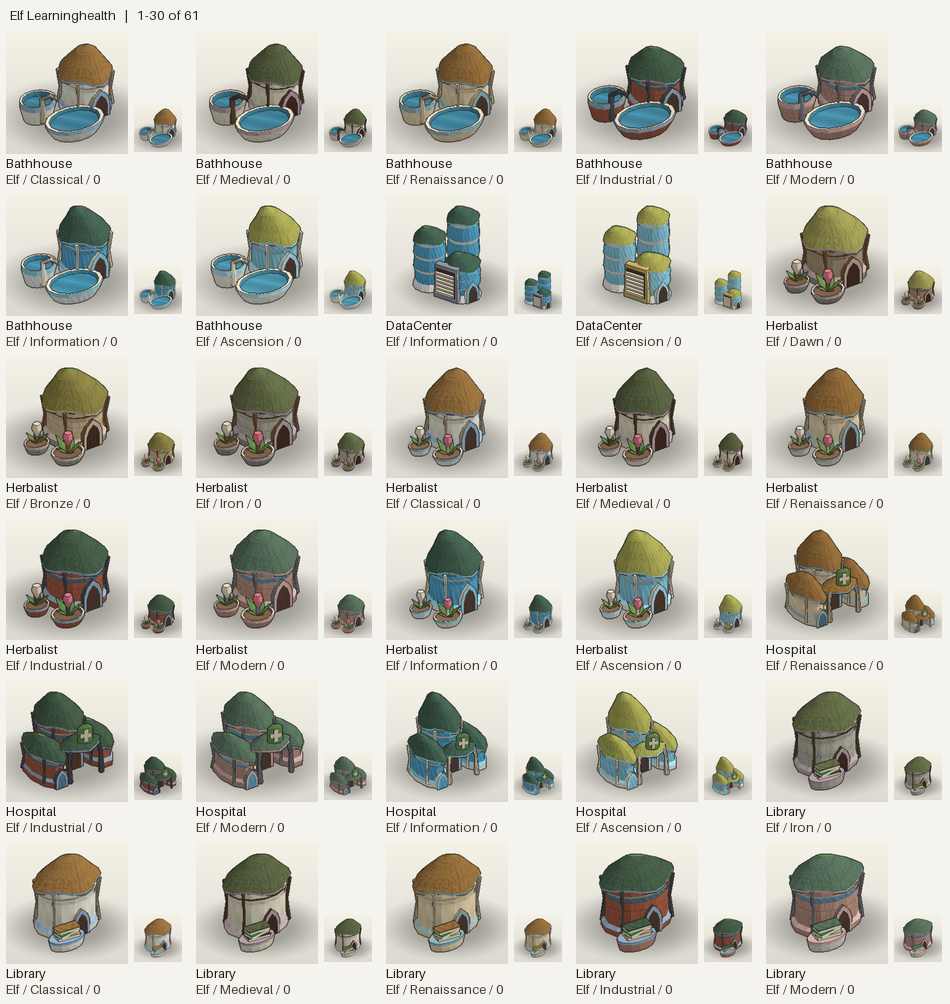 Elf Learninghealth | 1-30 of 61
Bathhouse
Elf / Classical / 0
Bathhouse
Elf / Medieval / 0
Bathhouse
Elf / Renaissance / 0
Bathhouse
Elf / Industrial / 0
Bathhouse
Elf / Modern / 0
Bathhouse
Elf / Information / 0
Bathhouse
Elf / Ascension / 0
DataCenter
Elf / Information / 0
DataCenter
Elf / Ascension / 0
Herbalist
Elf / Dawn / 0
Herbalist
Elf / Bronze / 0
Herbalist
Elf / Iron / 0
Herbalist
Elf / Classical / 0
Herbalist
Elf / Medieval / 0
Herbalist
Elf / Renaissance / 0
Herbalist
Elf / Industrial / 0
Herbalist
Elf / Modern / 0
Herbalist
Elf / Information / 0
Herbalist
Elf / Ascension / 0
Hospital
Elf / Renaissance / 0
Hospital
Elf / Industrial / 0
Hospital
Elf / Modern / 0
Hospital
Elf / Information / 0
Hospital
Elf / Ascension / 0
Library
Elf / Iron / 0
Library
Elf / Classical / 0
Library
Elf / Medieval / 0
Library
Elf / Renaissance / 0
Library
Elf / Industrial / 0
Library
Elf / Modern / 0